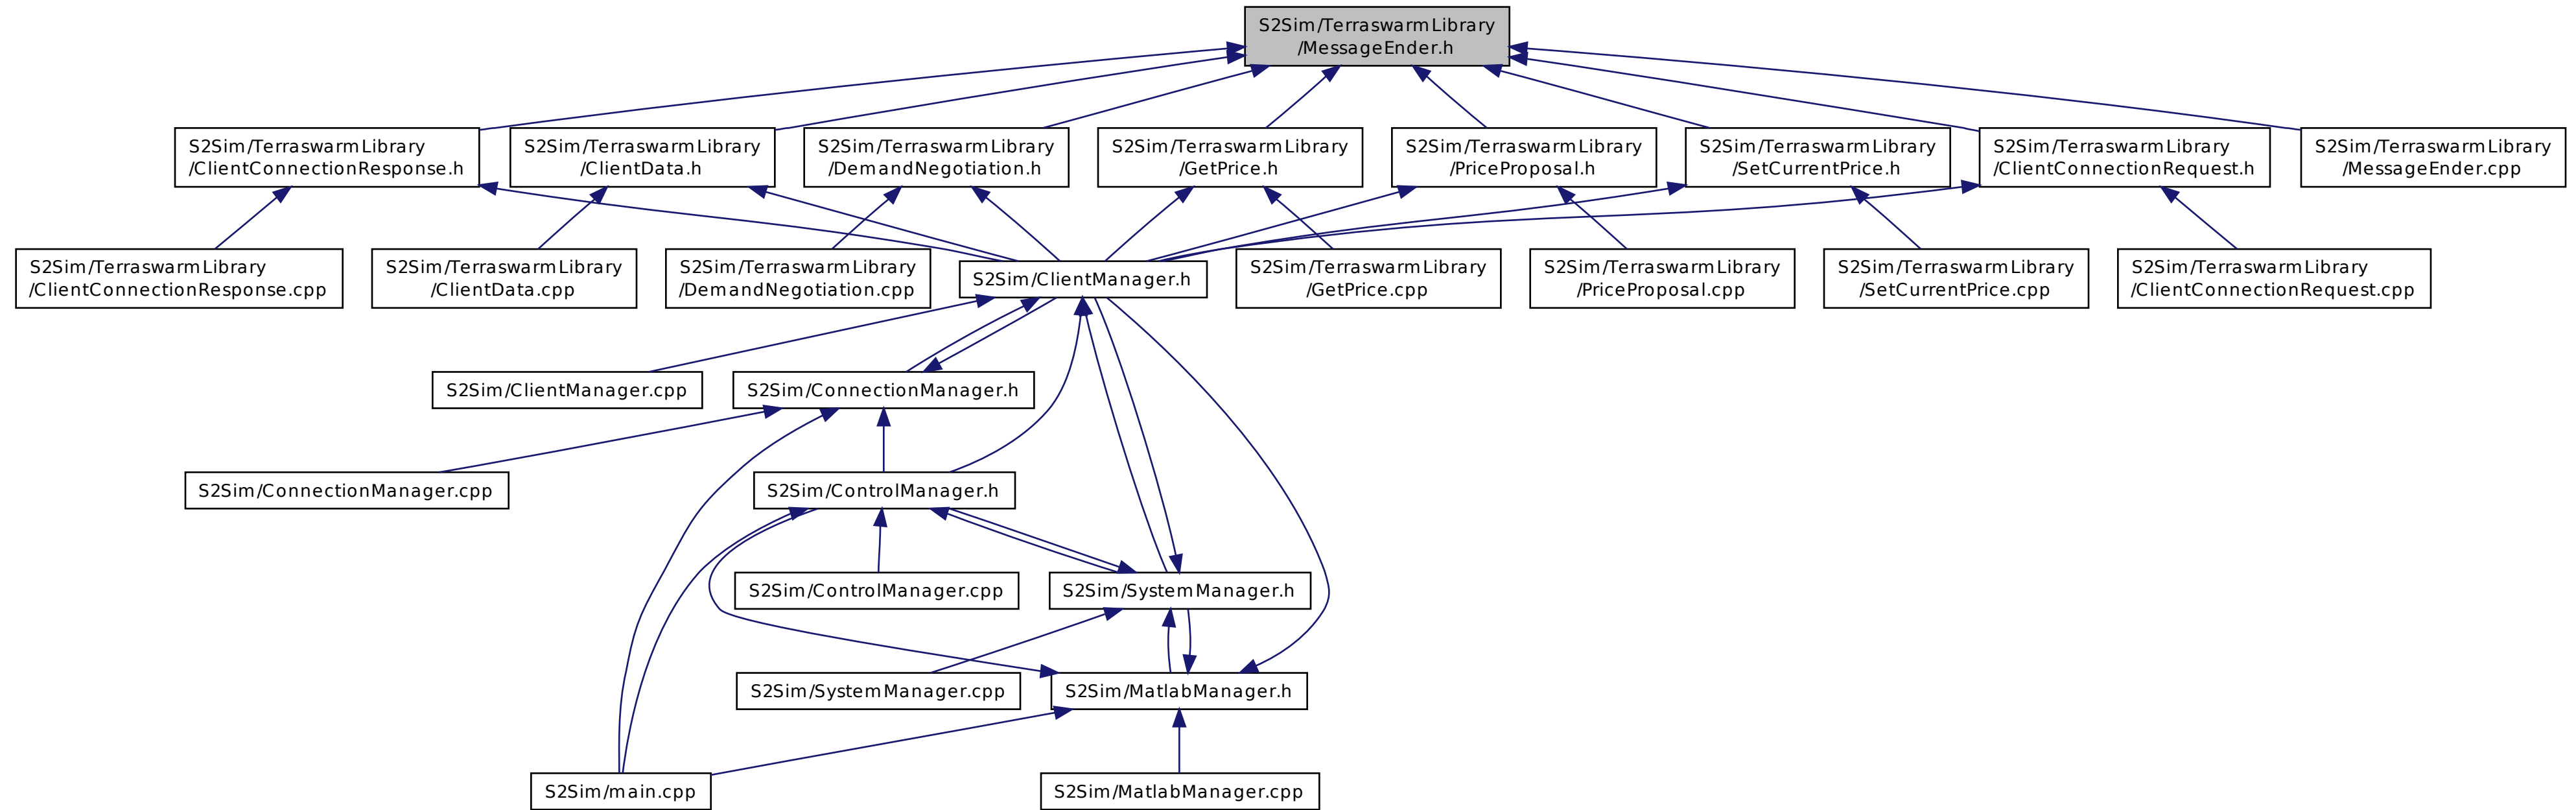 S2Sim/TerraswarmLibrary
/MessageEnder.h
S2Sim/TerraswarmLibrary
/ClientConnectionResponse.h
S2Sim/TerraswarmLibrary
/ClientData.h
S2Sim/TerraswarmLibrary
/DemandNegotiation.h
S2Sim/TerraswarmLibrary
/GetPrice.h
S2Sim/TerraswarmLibrary
/PriceProposal.h
S2Sim/TerraswarmLibrary
/SetCurrentPrice.h
S2Sim/TerraswarmLibrary
/ClientConnectionRequest.h
S2Sim/TerraswarmLibrary
/MessageEnder.cpp
S2Sim/TerraswarmLibrary
/ClientConnectionResponse.cpp
S2Sim/TerraswarmLibrary
/ClientData.cpp
S2Sim/TerraswarmLibrary
/DemandNegotiation.cpp
S2Sim/ClientManager.h
S2Sim/TerraswarmLibrary
/GetPrice.cpp
S2Sim/TerraswarmLibrary
/PriceProposal.cpp
S2Sim/TerraswarmLibrary
/SetCurrentPrice.cpp
S2Sim/TerraswarmLibrary
/ClientConnectionRequest.cpp
S2Sim/ClientManager.cpp
S2Sim/ConnectionManager.h
S2Sim/ConnectionManager.cpp
S2Sim/ControlManager.h
S2Sim/ControlManager.cpp
S2Sim/SystemManager.h
S2Sim/SystemManager.cpp
S2Sim/MatlabManager.h
S2Sim/main.cpp
S2Sim/MatlabManager.cpp